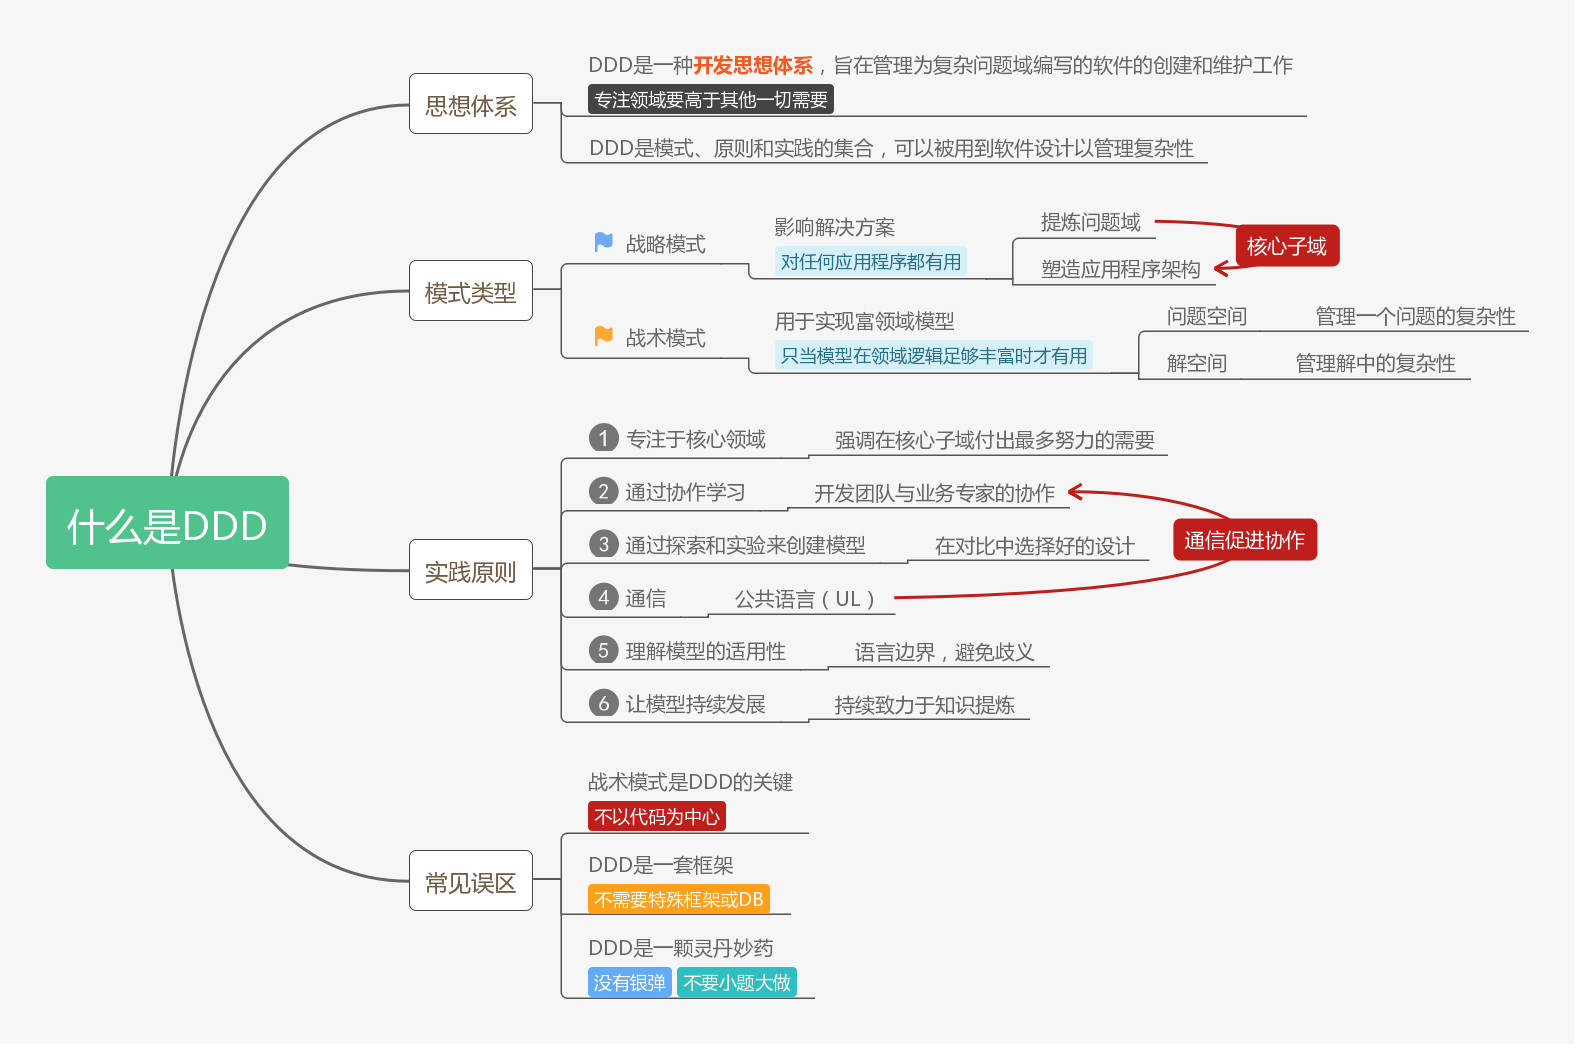 什么是DDD
思想体系
DDD是一种开发思想体系，旨在管理为复杂问题域编写的软件的创建和维护工作
专注领域要高于其他一切需要
DDD是模式、原则和实践的集合，可以被用到软件设计以管理复杂性
模式类型
战略模式
影响解决方案
对任何应用程序都有用
提炼问题域
塑造应用程序架构
核心子域
战术模式
用于实现富领域模型
只当模型在领域逻辑足够丰富时才有用
问题空间
管理一个问题的复杂性
解空间
管理解中的复杂性
实践原则
1 专注于核心领域
强调在核心子域付出最多努力的需要
2 通过协作学习
开发团队与业务专家的协作
3 通过探索和实验来创建模型
在对比中选择好的设计
4 通信
公共语言（UL）
通信促进协作
5 理解模型的适用性
语言边界，避免歧义
6 让模型持续发展
持续致力于知识提炼
常见误区
战术模式是DDD的关键
不以代码为中心
DDD是一套框架
不需要特殊框架或DB
DDD是一颗灵丹妙药
没有银弹 不要小题大做